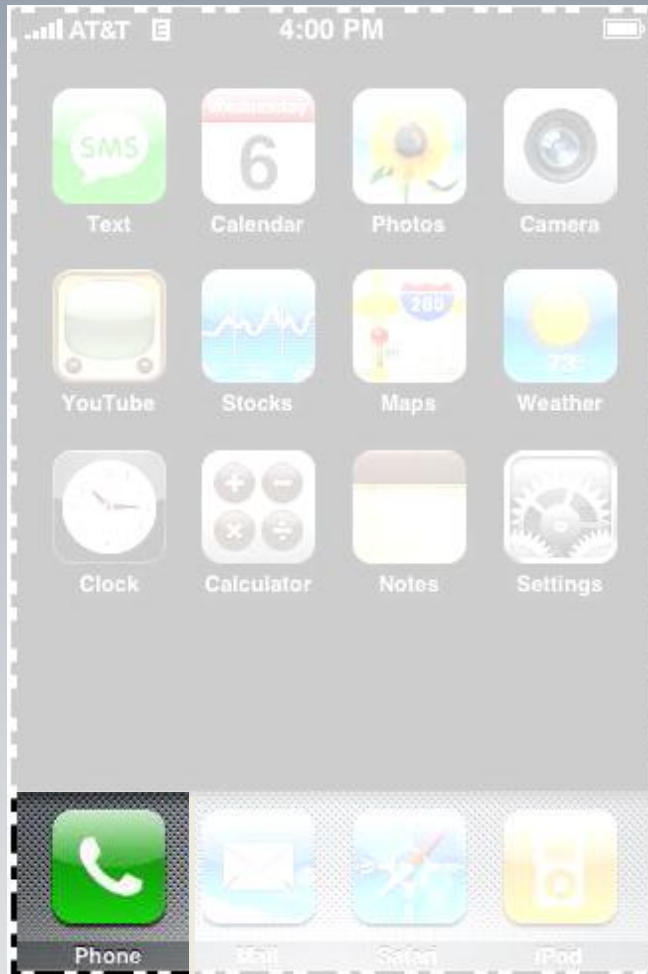 AT&T E 4:00 PM
SMS Wednesday 6
Text Calendar Photos Camera
280 73°
YouTube Stocks Maps Weather
Clock Calculator Notes Settings
Phone Mail Safari iPod